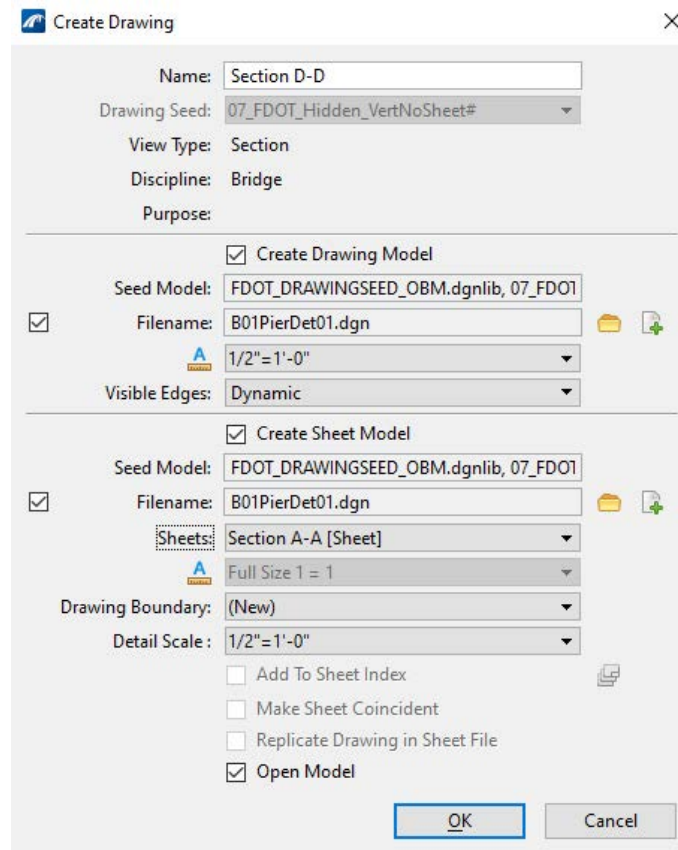 Create Drawing
Name: Section D-D
Drawing Seed: 07_FDOT_Hidden_VertNoSheet#
View Type: Section
Discipline: Bridge
Purpose:
Create Drawing Model
Seed Model: FDOT_DRAWINGSEED_OBM.dgnlib, 07_FDOT
Filename: B01PierDet01.dgn
A 1/2"=1'-0"
Visible Edges: Dynamic
Create Sheet Model
Seed Model: FDOT_DRAWINGSEED_OBM.dgnlib, 07_FDOT
Filename: B01PierDet01.dgn
Sheets: Section A-A [Sheet]
A Full Size 1 = 1
Drawing Boundary: (New)
Detail Scale : 1/2"=1'-0"
Add To Sheet Index
Make Sheet Coincident
Replicate Drawing in Sheet File
Open Model
OK Cancel